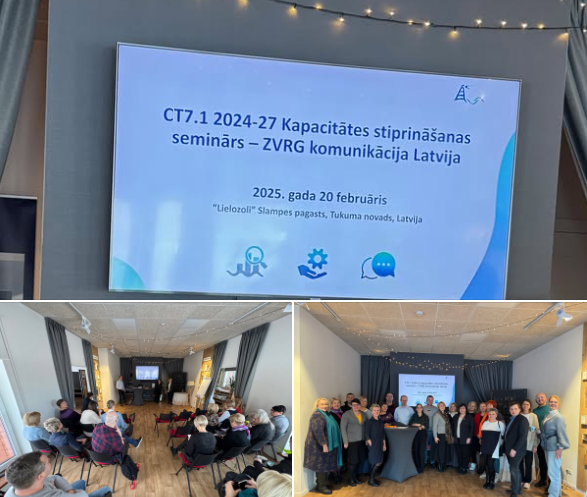 CT7.1 2024-27 Kapacitātes stiprināšanas
seminārs – ZVRG komunikācija Latvija
2025. gada 20 februāris
"Lielozoli" Slampes pagasts, Tukuma novads, Latvija